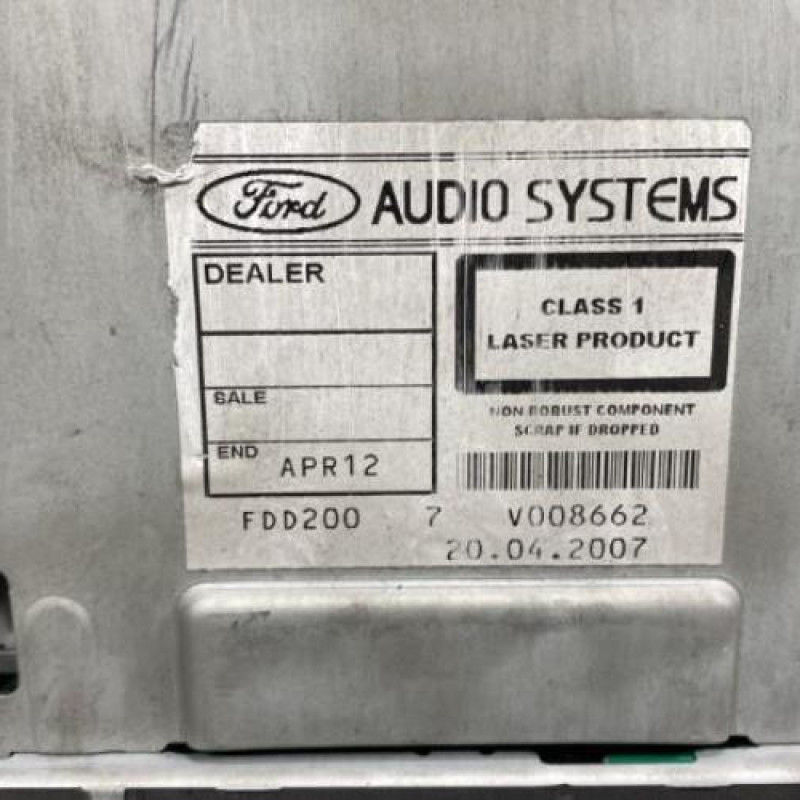 Ford AUDIO SYSTEMS
DEALER
CLASS 1
LASER PRODUCT
SALE
NON ROBUST COMPONENT
SCRAP IF DROPPED
END APR12
FDD200 7 V008662
20.04.2007